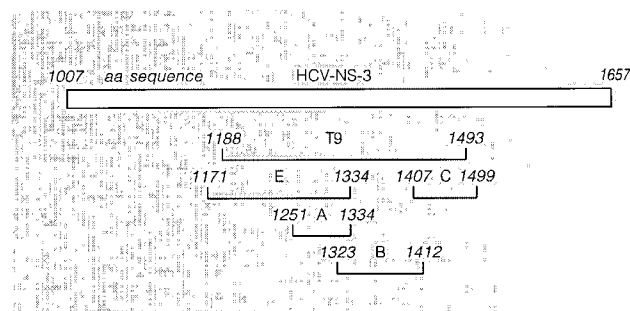 1007 aa sequence HCV-NS-3 1657
1188 T9 1493
1171 E 1334 1407 C 1499
1251 A 1334
1323 B 1412